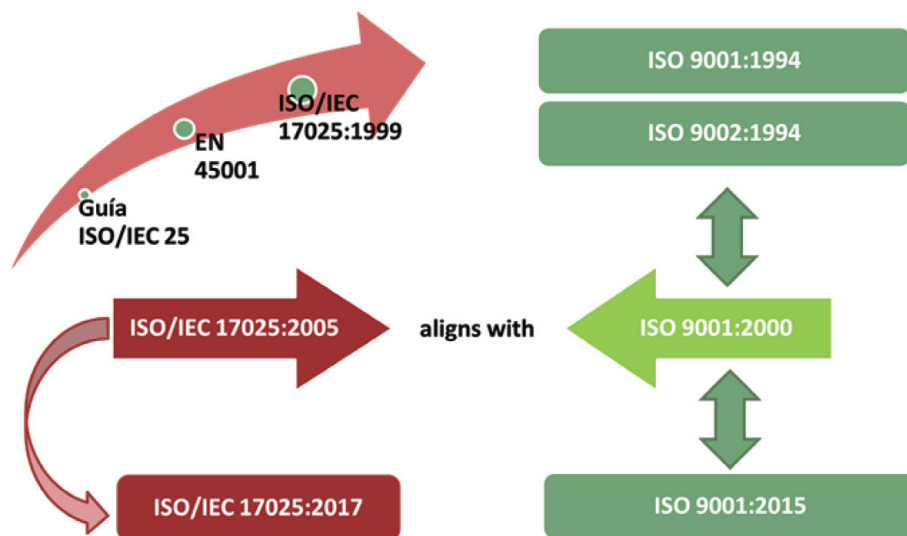 ISO 9001:1994
ISO/IEC
17025:1999
ISO 9002:1994
EN
45001
Guía
ISO/IEC 25
ISO/IEC 17025:2005
aligns with
ISO 9001:2000
ISO/IEC 17025:2017
ISO 9001:2015